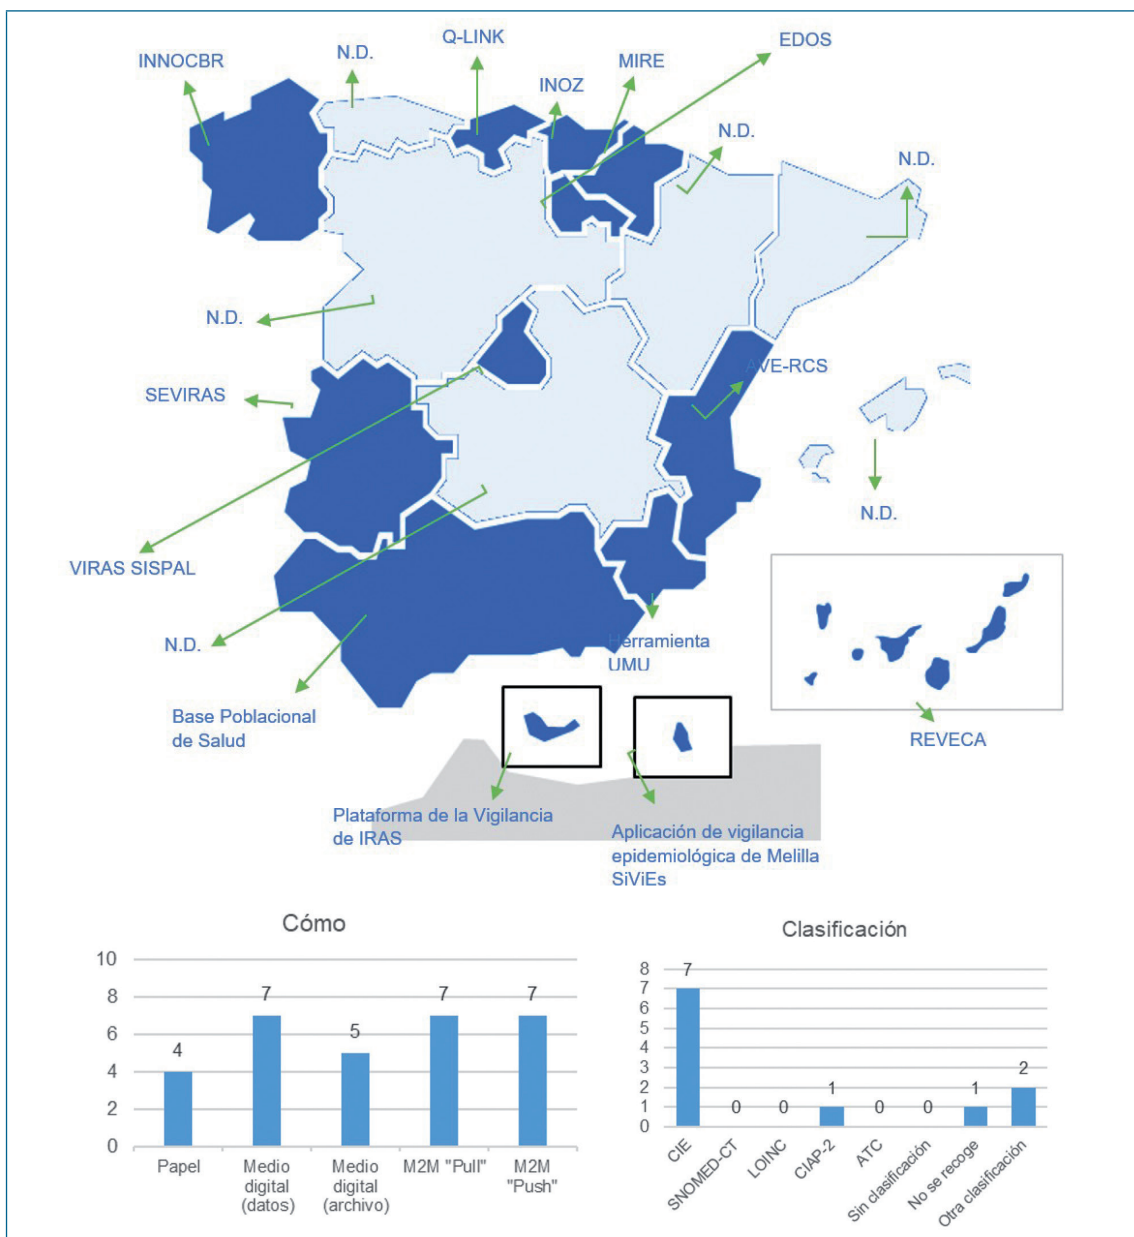 Q-LINK
EDOS
N.D.
INNOCBR
MIRE
INOZ
N.D.
N.D.
N.D.
AVE-RCS
SEVIRAS
N.D.
VIRAS SISPAL
N.D.
Herramienta
UMU
Base Poblacional
de Salud
REVECA
Plataforma de la Vigilancia
de IRAS
Aplicación de vigilancia
epidemiológica de Melilla
SiViEs
Cómo
10
8
6
4
2
0
4
7
5
7
7
Papel
Medio
digital
(datos)
Medio
digital
(archivo)
M2M "Pull"
M2M
"Push"
Clasificación
8
7
6
5
4
3
2
1
0
7
0
0
1
0
0
1
2
CIE
SNOMED-CT
LOINC
CIAP-2
ATC
Sin clasificación
No se recoge
Otra clasificación